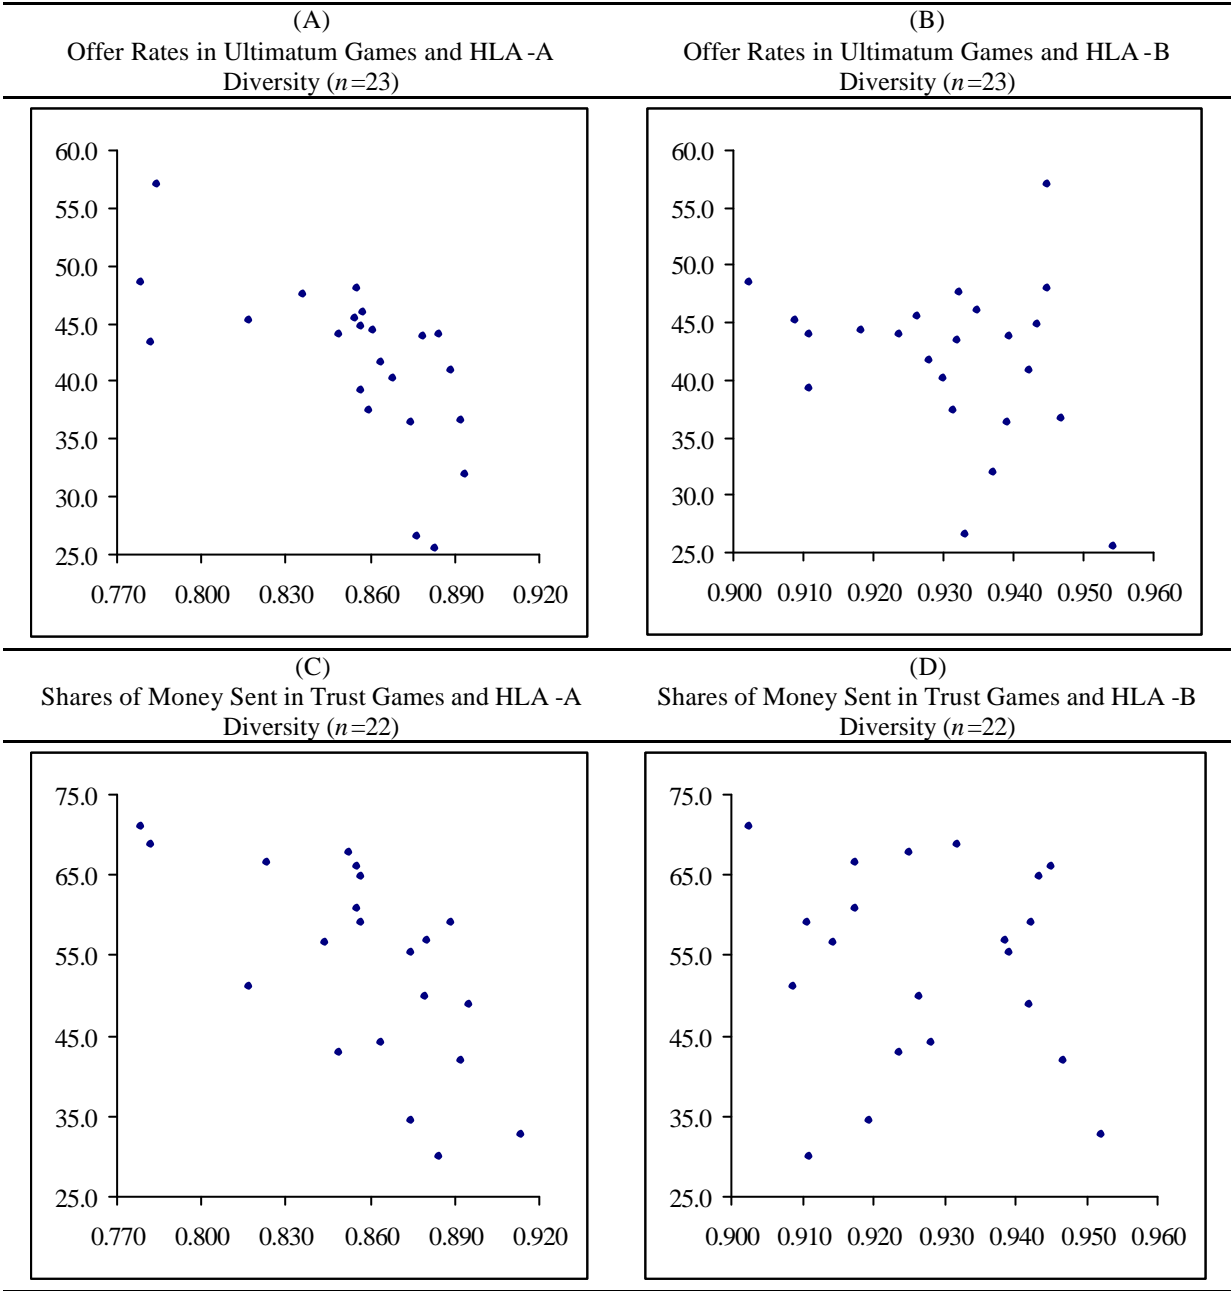 (A)
Offer Rates in Ultimatum Games and HLA -A
Diversity (n=23)
(B)
Offer Rates in Ultimatum Games and HLA -B
Diversity (n=23)
60.0
55.0
50.0
45.0
40.0
35.0
30.0
25.0
0.770 0.800 0.830 0.860 0.890 0.920
60.0
55.0
50.0
45.0
40.0
35.0
30.0
25.0
0.900 0.910 0.920 0.930 0.940 0.950 0.960
(C)
Shares of Money Sent in Trust Games and HLA -A
Diversity (n=22)
(D)
Shares of Money Sent in Trust Games and HLA -B
Diversity (n=22)
75.0
65.0
55.0
45.0
35.0
25.0
0.770 0.800 0.830 0.860 0.890 0.920
75.0
65.0
55.0
45.0
35.0
25.0
0.900 0.910 0.920 0.930 0.940 0.950 0.960